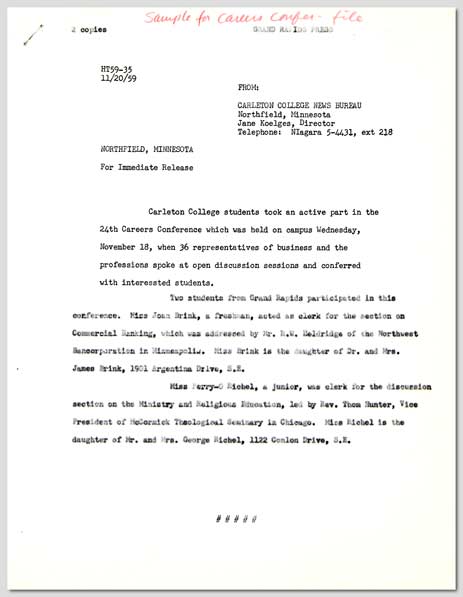 Sample for Careers Confer- file
2 copies GRAND RAPIDS PRESS
HT59-35
11/20/59
FROM:
CARLETON COLLEGE NEWS BUREAU
Northfield, Minnesota
Jane Koelges, Director
Telephone: NIagara 5-4431, ext 218
NORTHFIELD, MINNESOTA
For Immediate Release
Carleton College students took an active part in the
24th Careers Conference which was held on campus Wednesday,
November 18, when 36 representatives of business and the
professions spoke at open discussion sessions and conferred
with interessted students.
Two students from Grand Rapids participated in this
conference. Miss Joan Brink, a freshman, acted as clerk for the section on
Commercial Banking, which was addressed by Mr. R.W. Heldridge of the Northwest
Bancorporation in Minneapolis. Miss Brink is the daughter of Dr. and Mrs.
James Brink, 1901 Argentina Drive, S.E.
Miss Perry-O Richel, a junior, was clerk for the discussion
section on the Ministry and Religious Education, led by Rev. Thom Hunter, Vice
President of McCormick Theological Seminary in Chicago. Miss Richel is the
daughter of Mr. and Mrs. George Richel, 1122 Conlon Drive, S.E.
# # # # #